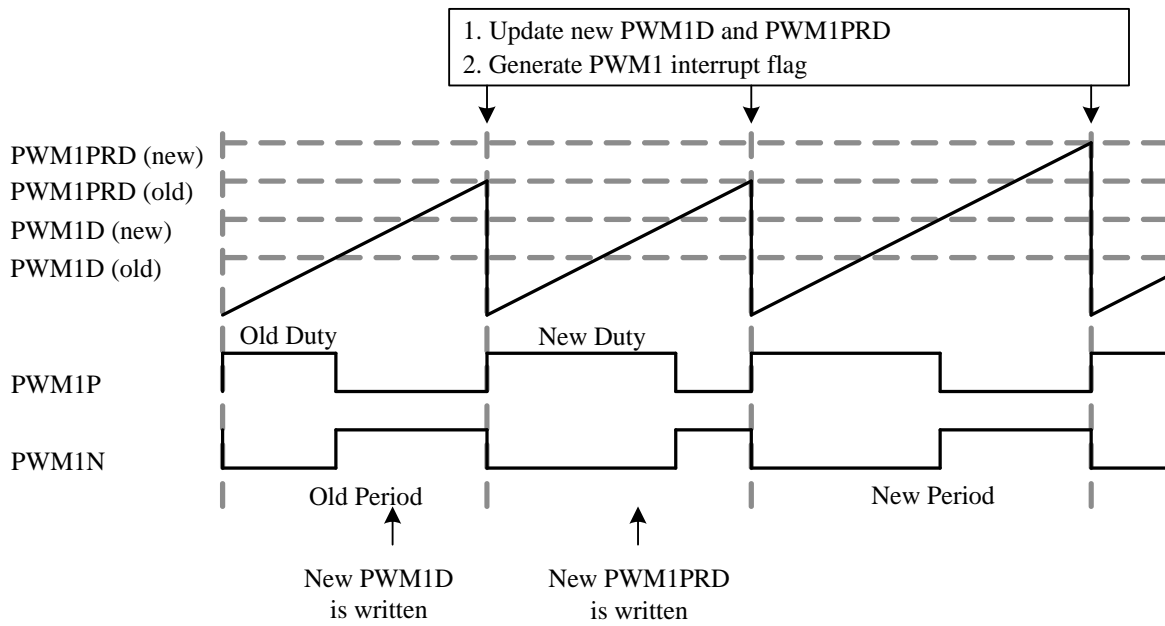 1. Update new PWM1D and PWM1PRD
2. Generate PWM1 interrupt flag
PWM1PRD (new)
PWM1PRD (old)
PWM1D (new)
PWM1D (old)
Old Duty
New Duty
PWM1P
PWM1N
Old Period
New Period
New PWM1D
is written
New PWM1PRD
is written